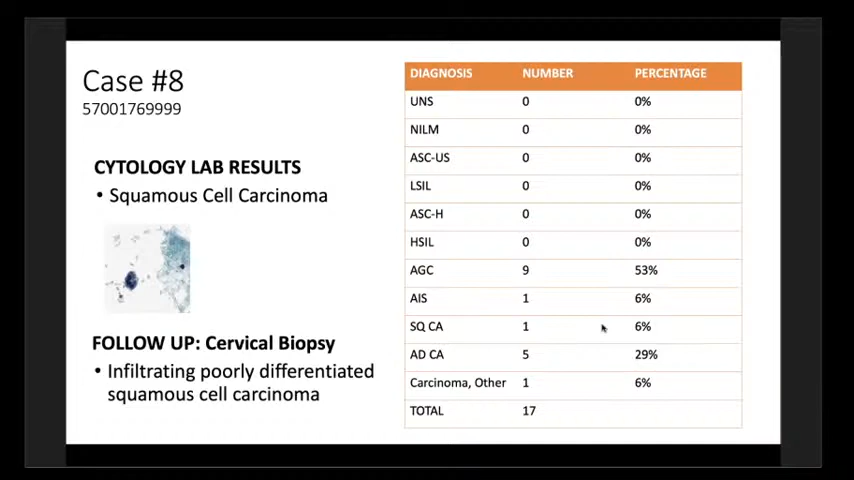 Case #8
57001769999
CYTOLOGY LAB RESULTS
• Squamous Cell Carcinoma
FOLLOW UP: Cervical Biopsy
• Infiltrating poorly differentiated
squamous cell carcinoma
DIAGNOSIS NUMBER PERCENTAGE
UNS 0 0%
NILM 0 0%
ASC-US 0 0%
LSIL 0 0%
ASC-H 0 0%
HSIL 0 0%
AGC 9 53%
AIS 1 6%
SQ CA 1 6%
AD CA 5 29%
Carcinoma, Other 1 6%
TOTAL 17